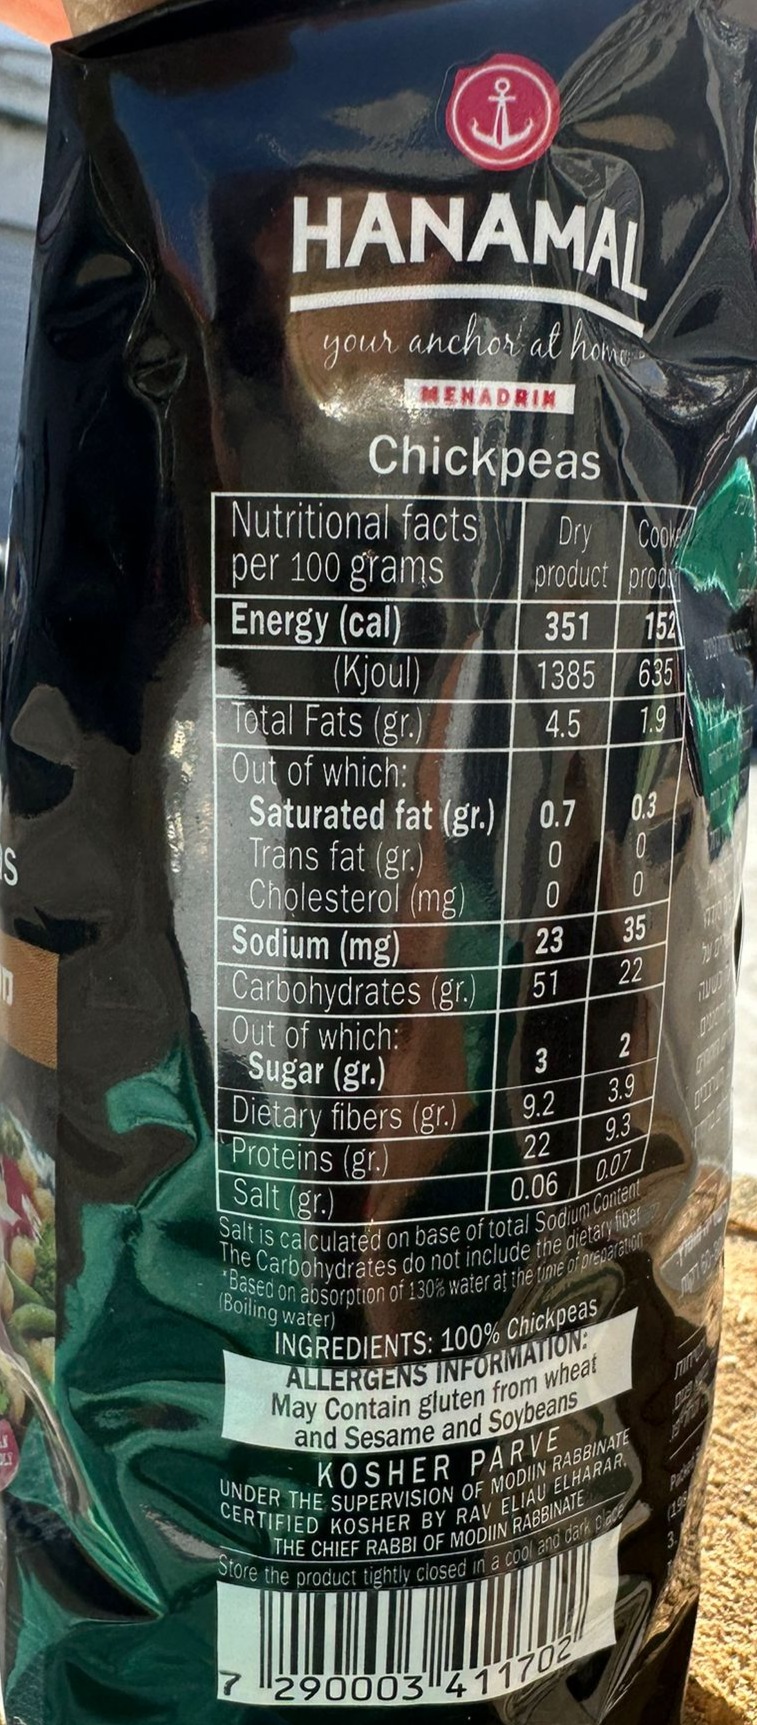 HANAMAL
your anchor at home
MEHADRIN
Chickpeas
Nutritional facts per 100 grams Dry product
Energy (cal) 351 152
(Kjoul) 1385 635
Total Fats (gr.) 4.5 1.9
Out of which:
Saturated fat (gr.) 0.7 0.3
Trans fat (gr.) 0 0
Cholesterol (mg) 0 0
Sodium (mg) 23 35
Carbohydrates (gr.) 51 22
Out of which:
Sugar (gr.) 3 2
Dietary fibers (gr.) 9.2 3.9
Proteins (gr.) 22 9.3
Salt (gr.) 0.06 0.07
Salt is calculated on base of total Sodium Content
The Carbohydrates do not include the dietary fiber
*Based on absorption of 130% water at the time of preparation
(Boiling water)
INGREDIENTS: 100% Chickpeas
ALLERGENS INFORMATION:
May Contain gluten from wheat
and Sesame and Soybeans
KOSHER PARVE
UNDER THE SUPERVISION OF MODIIN RABBINATE
CERTIFIED KOSHER BY RAV ELIAU ELHARAR.
THE CHIEF RABBI OF MODIIN RABBINATE
Store the product tightly closed in a cool and dark place
7 290003 411702